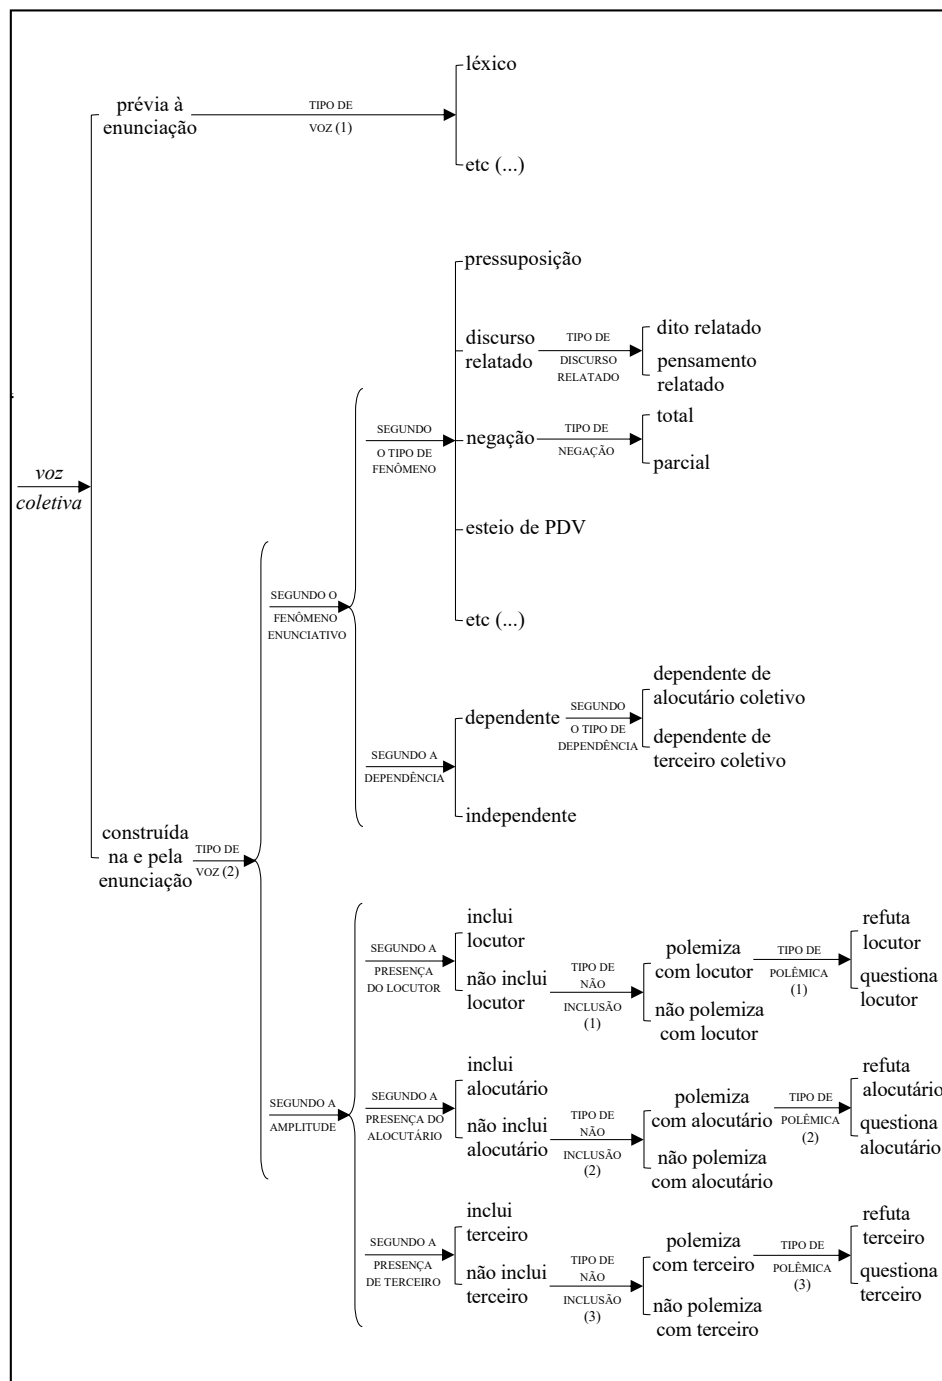 léxico
prévia à
enunciação
TIPO DE
VOZ (1)
etc (...)
pressuposição
discurso
relatado
TIPO DE
DISCURSO
RELATADO
dito relatado
pensamento
relatado
SEGUNDO
O TIPO DE
FENÔMENO
negação
TIPO DE
NEGAÇÃO
total
parcial
voz
coletiva
esteio de PDV
SEGUNDO O
FENÔMENO
ENUNCIATIVO
etc (...)
dependente
SEGUNDO
O TIPO DE
DEPENDÊNCIA
dependente de
alocutário coletivo
dependente de
terceiro coletivo
SEGUNDO A
DEPENDÊNCIA
independente
construída
na e pela
enunciação
TIPO DE
VOZ (2)
SEGUNDO A
PRESENÇA
DO LOCUTOR
inclui
locutor
não inclui
locutor
TIPO DE
NÃO
INCLUSÃO
(1)
polemiza
com locutor
não polemiza
com locutor
TIPO DE
POLÊMICA
(1)
refuta
locutor
questiona
locutor
SEGUNDO A
AMPLITUDE
SEGUNDO A
PRESENÇA DO
ALOCUTÁRIO
inclui
alocutário
não inclui
alocutário
TIPO DE
NÃO
INCLUSÃO
(2)
polemiza
com alocutário
não polemiza
com alocutário
TIPO DE
POLÊMICA
(2)
refuta
alocutário
questiona
alocutário
SEGUNDO A
PRESENÇA
DE TERCEIRO
inclui
terceiro
não inclui
terceiro
TIPO DE
NÃO
INCLUSÃO
(3)
polemiza
com terceiro
não polemiza
com terceiro
TIPO DE
POLÊMICA
(3)
refuta
terceiro
questiona
terceiro